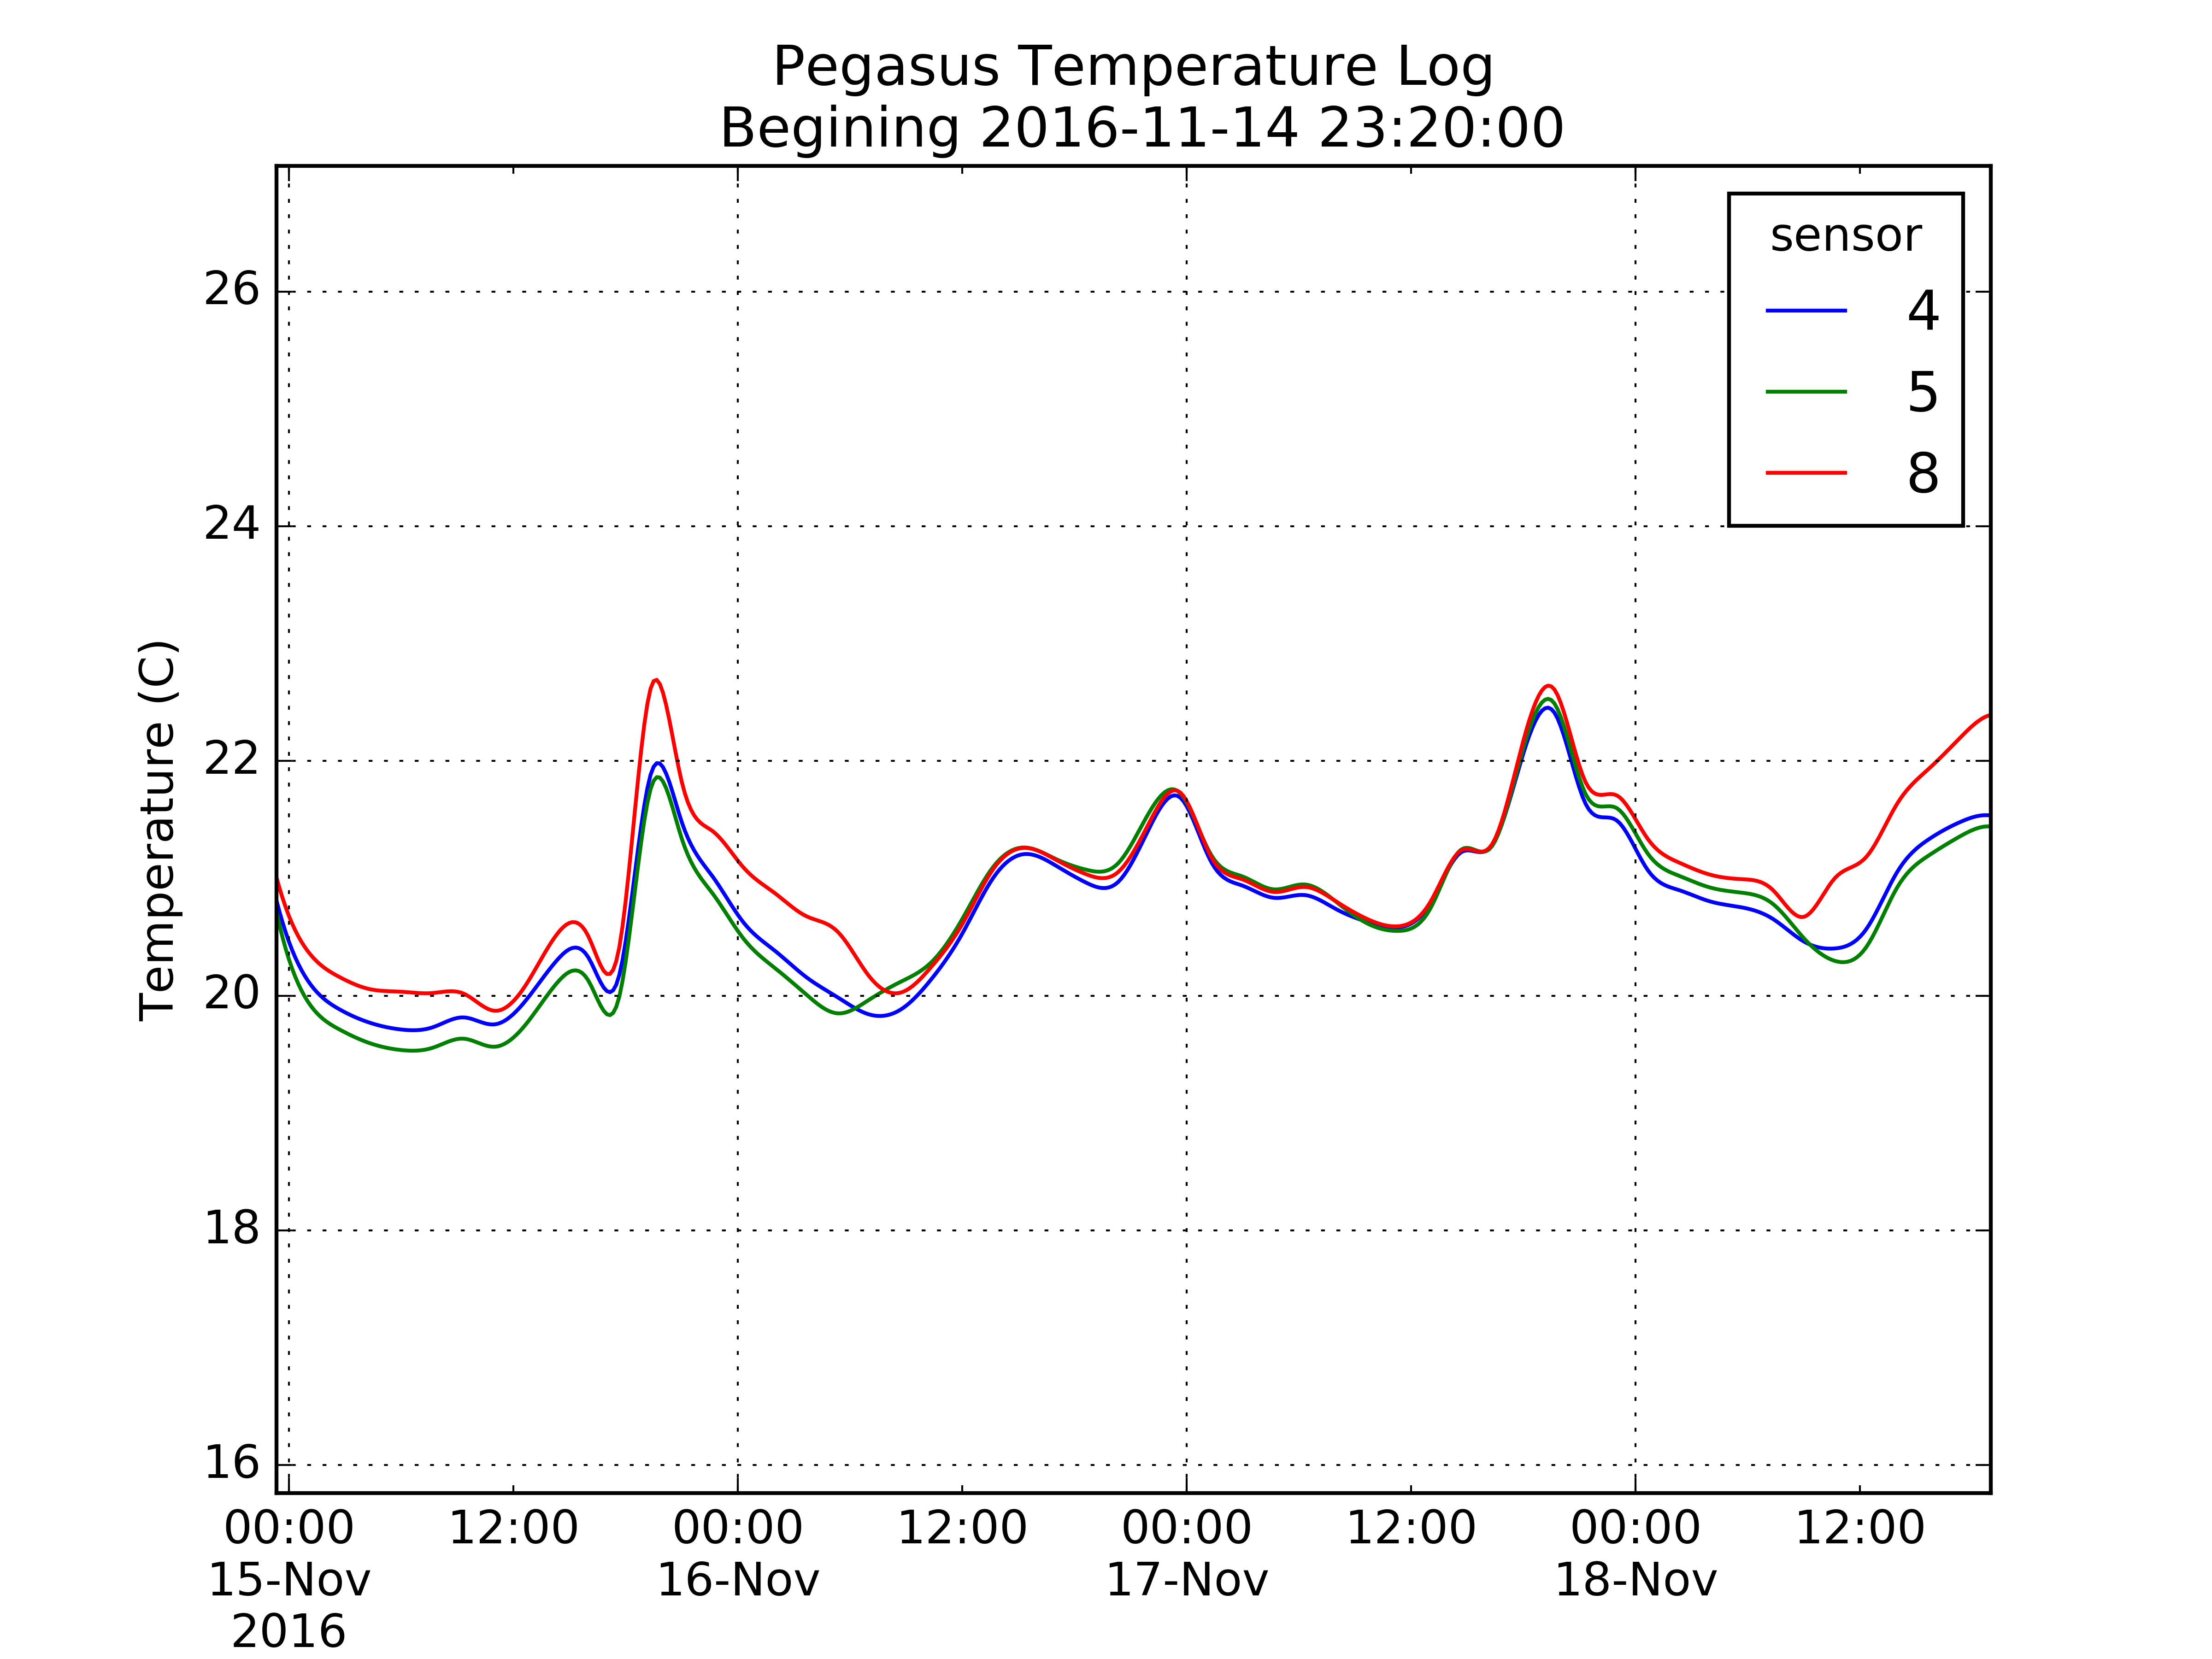 Pegasus Temperature Log
Begining 2016-11-14 23:20:00
sensor
4
5
8
Temperature (C)
26
24
22
20
18
16
00:00 12:00 00:00 12:00 00:00 12:00 00:00 12:00
15-Nov 16-Nov 17-Nov 18-Nov
2016